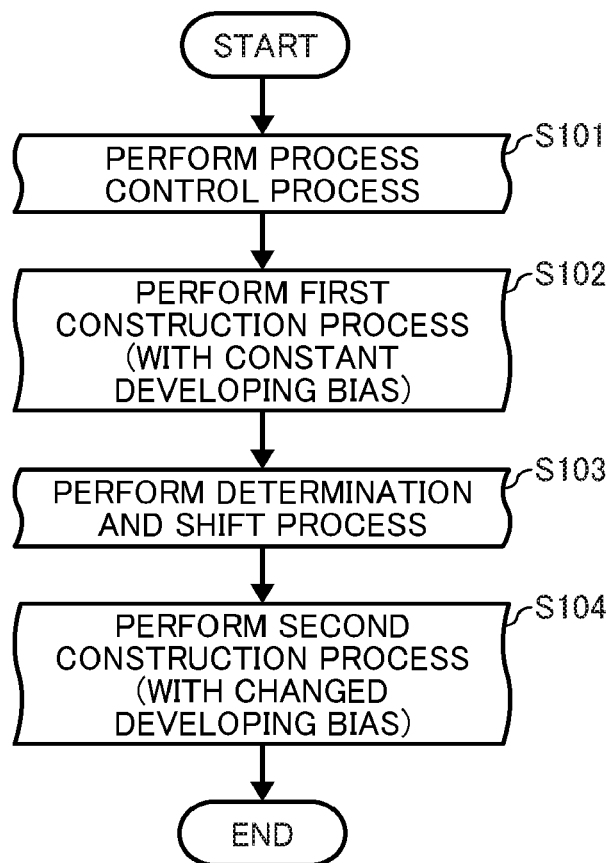 START
S101
PERFORM PROCESS
CONTROL PROCESS
S102
PERFORM FIRST
CONSTRUCTION PROCESS
(WITH CONSTANT
DEVELOPING BIAS)
S103
PERFORM DETERMINATION
AND SHIFT PROCESS
S104
PERFORM SECOND
CONSTRUCTION PROCESS
(WITH CHANGED
DEVELOPING BIAS)
END